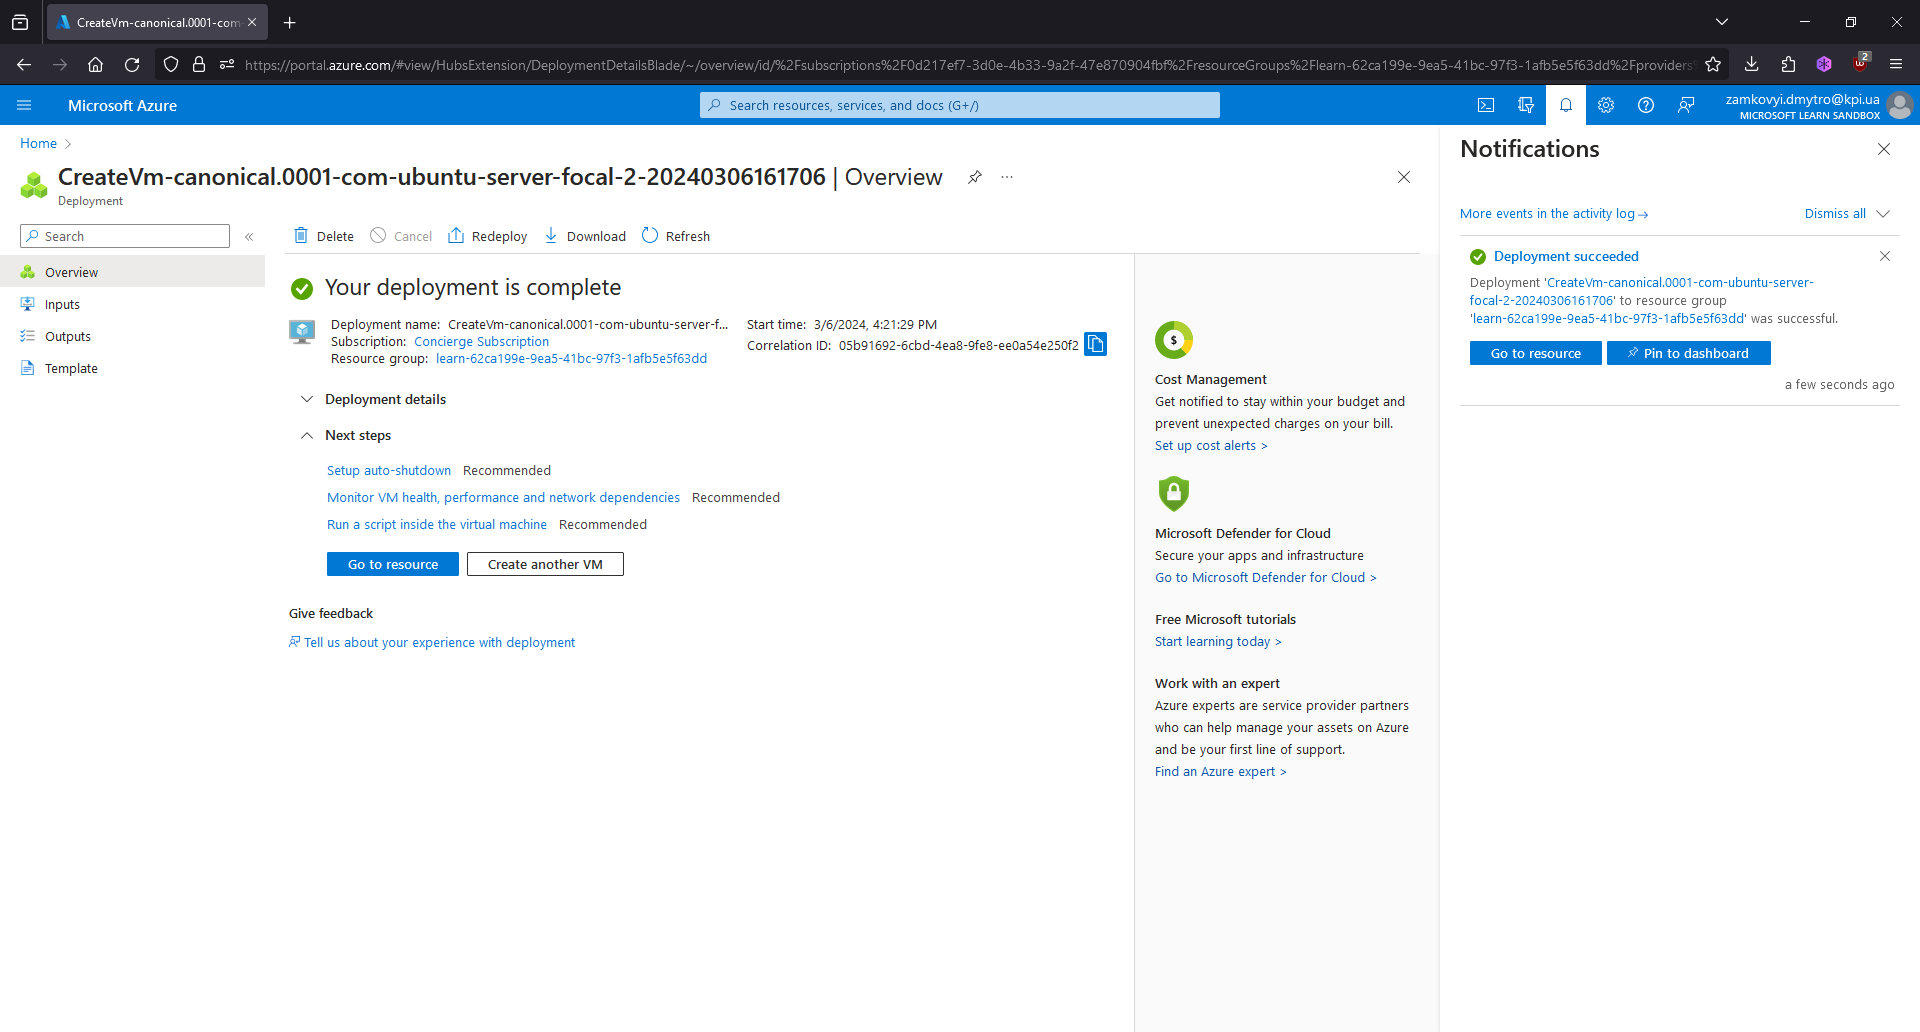 CreateVm-canonical.0001-com
https://portal.azure.com/#view/HubsExtension/DeploymentDetailsBlade/~/overview/id/%2Fsubscriptions%2F0d217ef7-3d0e-4b33-9a2f-47e870904fbf%2FresourceGroups%2Flearn-62ca199e-9ea5-41bc-97f3-1afb5e5f63dd%2Fproviders%
2
Microsoft Azure
Search resources, services, and docs (G+/)
zamkovyi.dmytro@kpi.ua
MICROSOFT LEARN SANDBOX
Home
CreateVm-canonical.0001-com-ubuntu-server-focal-2-20240306161706 | Overview
Deployment
Search
Overview
Inputs
Outputs
Template
Delete
Cancel
Redeploy
Download
Refresh
Your deployment is complete
Deployment name: CreateVm-canonical.0001-com-ubuntu-server-f...
Subscription: Concierge Subscription
Resource group: learn-62ca199e-9ea5-41bc-97f3-1afb5e5f63dd
Start time: 3/6/2024, 4:21:29 PM
Correlation ID: 05b91692-6cbd-4ea8-9fe8-ee0a54e250f2
Deployment details
Next steps
Setup auto-shutdown Recommended
Monitor VM health, performance and network dependencies Recommended
Run a script inside the virtual machine Recommended
Go to resource
Create another VM
Give feedback
Tell us about your experience with deployment
$
Cost Management
Get notified to stay within your budget and
prevent unexpected charges on your bill.
Set up cost alerts >
Microsoft Defender for Cloud
Secure your apps and infrastructure
Go to Microsoft Defender for Cloud >
Free Microsoft tutorials
Start learning today >
Work with an expert
Azure experts are service provider partners
who can help manage your assets on Azure
and be your first line of support.
Find an Azure expert >
Notifications
More events in the activity log →
Dismiss all
Deployment succeeded
Deployment 'CreateVm-canonical.0001-com-ubuntu-server-
focal-2-20240306161706' to resource group
'learn-62ca199e-9ea5-41bc-97f3-1afb5e5f63dd' was successful.
Go to resource
Pin to dashboard
a few seconds ago